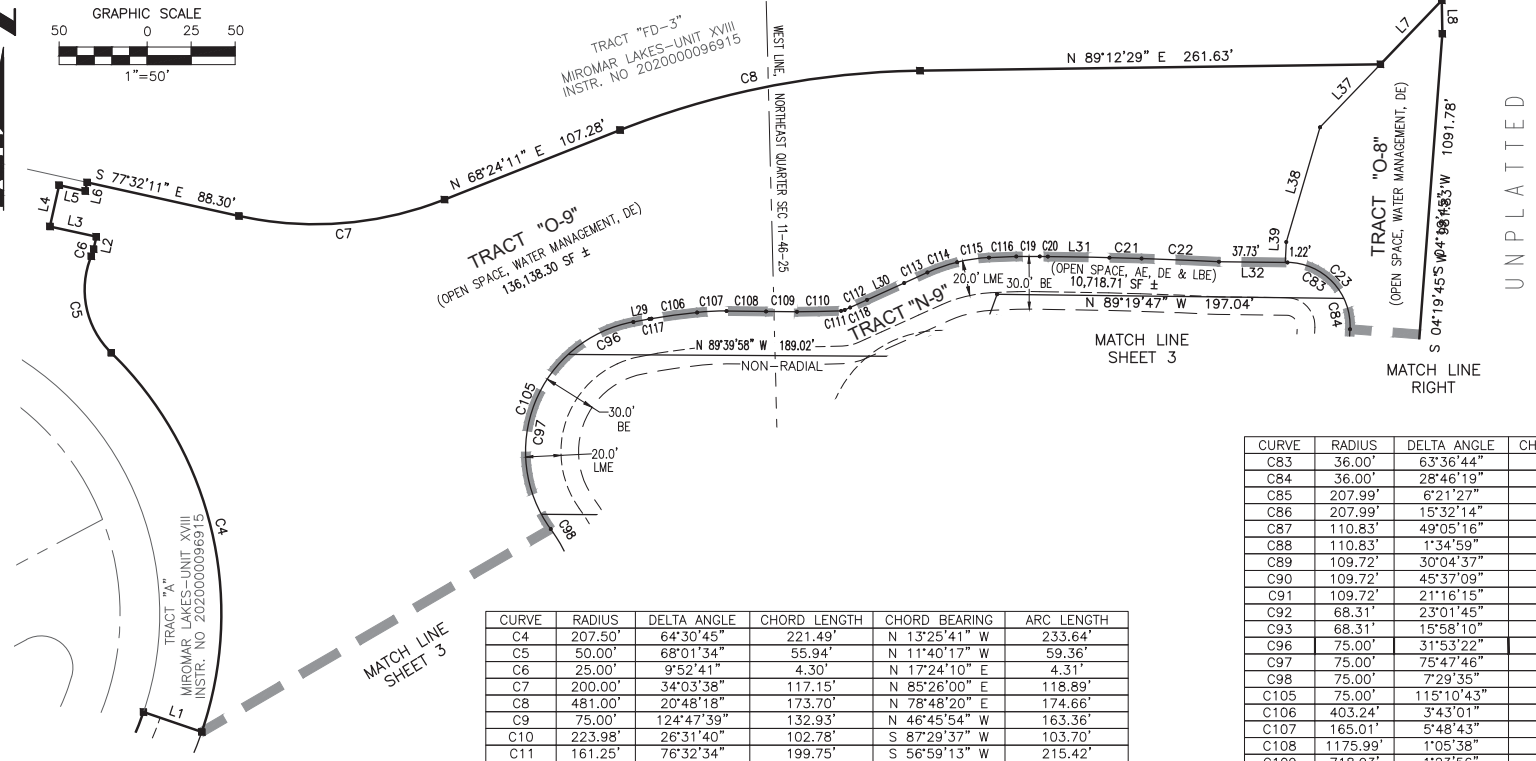 GRAPHIC SCALE
50 0 25 50
1"=50'
TRACT "FD-3"
MIROMAR LAKES-UNIT XVIII
INSTR. NO 2020000096915
WEST LINE, NORTHEAST QUARTER SEC 11-46-25
C8
N 89°12'29" E 261.63'
L7
L8
L37
L38
L39
TRACT "O-8"
(OPEN SPACE, WATER MANAGEMENT, DE)
S 04°19'45" W 1091.78'
UNPLATTED
S 77°32'11" E 88.30'
N 68°24'11" E 107.28'
C7
L4
L5
L6
L3
L2
C6
C5
C4
TRACT "O-9"
(OPEN SPACE, WATER MANAGEMENT, DE)
136,138.30 SF ±
L29
C117
C106
C107
C108
C109
C110
C111
C118
C112
L30
C113
C114
C115
C116
C19
C20
L31
C21
C22
37.73'
L32
1.22'
C23
C83
C84
20.0' LME
30.0' BE
(OPEN SPACE, AE, DE & LBE)
10,718.71 SF ±
TRACT "N-9"
N 89°19'47" W 197.04'
MATCH LINE
SHEET 3
MATCH LINE
RIGHT
C96
N 89°39'58" W 189.02'
NON-RADIAL
C105
C97
30.0'
BE
20.0'
LME
C98
TRACT "A"
MIROMAR LAKES-UNIT XVIII
INSTR. NO 2020000096915
L1
MATCH LINE
SHEET 3
CURVE RADIUS DELTA ANGLE CHORD LENGTH CHORD BEARING ARC LENGTH
C4 207.50' 64°30'45" 221.49' N 13°25'41" W 233.64'
C5 50.00' 68°01'34" 55.94' N 11°40'17" W 59.36'
C6 25.00' 9°52'41" 4.30' N 17°24'10" E 4.31'
C7 200.00' 34°03'38" 117.15' N 85°26'00" E 118.89'
C8 481.00' 20°48'18" 173.70' N 78°48'20" E 174.66'
C9 75.00' 124°47'39" 132.93' N 46°45'54" W 163.36'
C10 223.98' 26°31'40" 102.78' S 87°29'37" W 103.70'
C11 161.25' 76°32'34" 199.75' S 56°59'13" W 215.42'
CURVE RADIUS DELTA ANGLE CH
C83 36.00' 63°36'44"
C84 36.00' 28°46'19"
C85 207.99' 6°21'27"
C86 207.99' 15°32'14"
C87 110.83' 49°05'16"
C88 110.83' 1°34'59"
C89 109.72' 30°04'37"
C90 109.72' 45°37'09"
C91 109.72' 21°16'15"
C92 68.31' 23°01'45"
C93 68.31' 15°58'10"
C96 75.00' 31°53'22"
C97 75.00' 75°47'46"
C98 75.00' 7°29'35"
C105 75.00' 115°10'43"
C106 403.24' 3°43'01"
C107 165.01' 5°48'43"
C108 1175.99' 1°05'38"